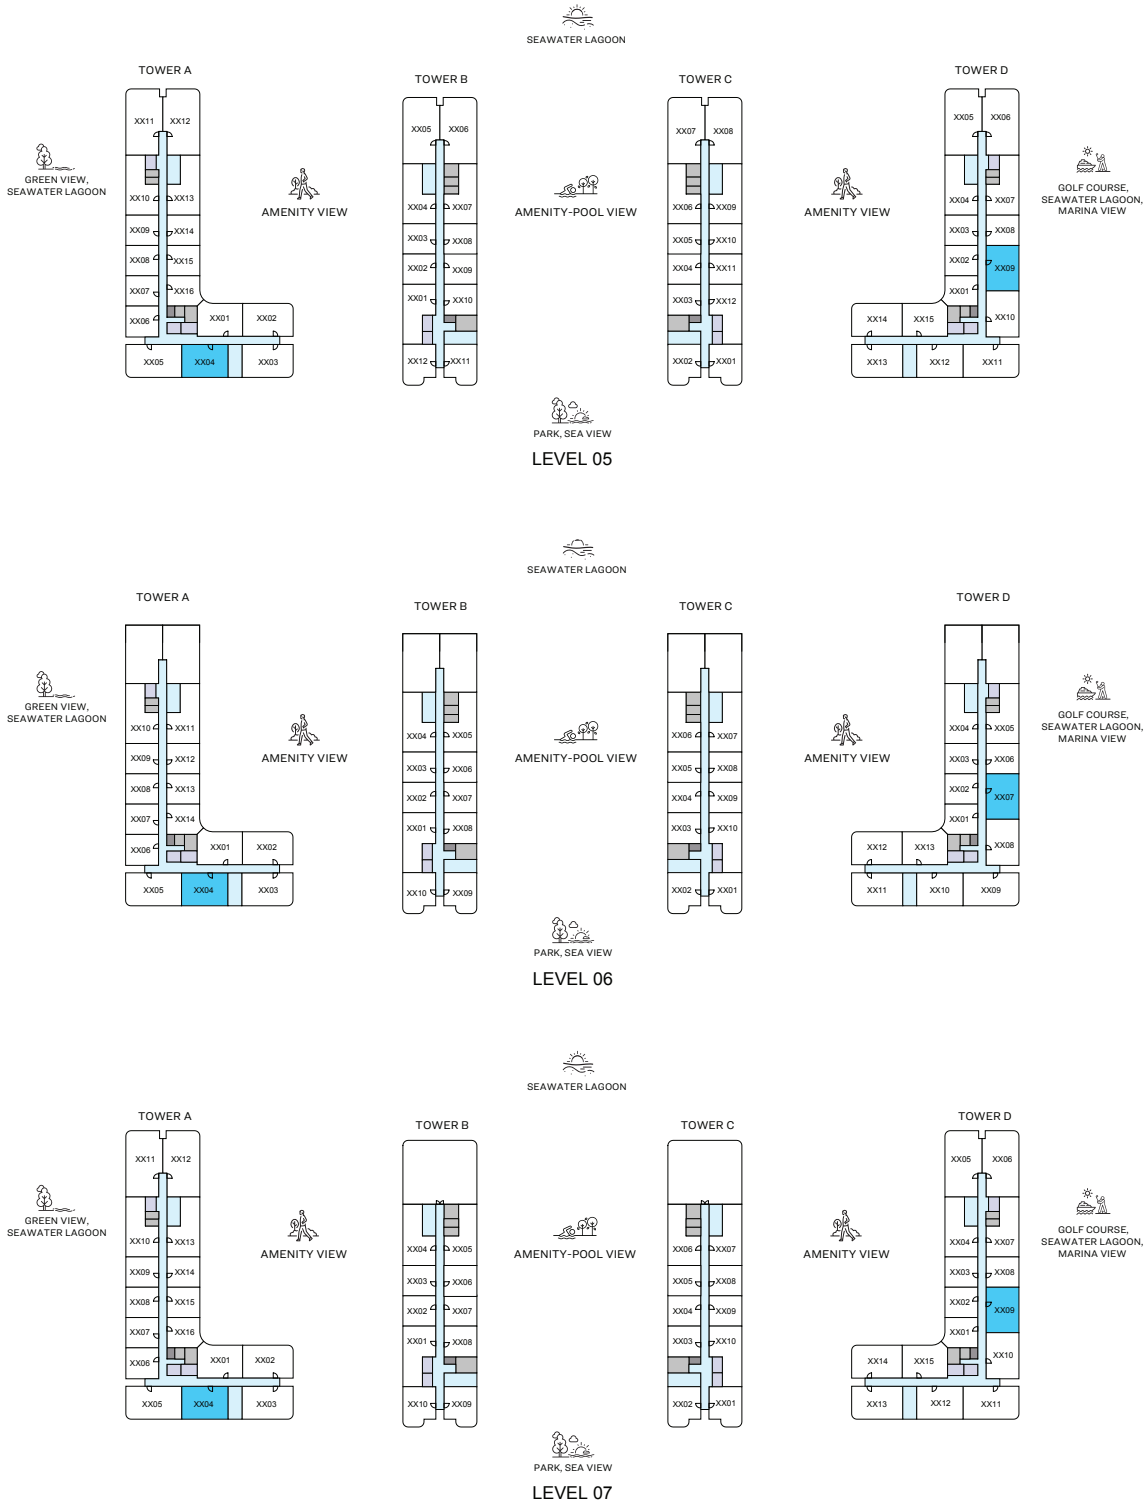 SEAWATER LAGOON
TOWER A
TOWER B
TOWER C
TOWER D
XX11 XX12
XX05 XX06
XX07 XX08
XX05 XX06
GREEN VIEW,
SEAWATER LAGOON
AMENITY VIEW
AMENITY-POOL VIEW
AMENITY VIEW
GOLF COURSE,
SEAWATER LAGOON,
MARINA VIEW
XX10 XX13
XX04 XX07
XX06 XX09
XX04 XX07
XX09 XX14
XX03 XX08
XX05 XX10
XX03 XX08
XX08 XX15
XX02 XX09
XX04 XX11
XX02 XX09
XX07 XX16
XX01 XX10
XX03 XX12
XX01
XX06 XX01 XX02
XX14 XX15 XX10
XX05 XX04 XX03
XX12 XX11
XX02 XX01
XX13 XX12 XX11
PARK, SEA VIEW
LEVEL 05
SEAWATER LAGOON
TOWER A
TOWER B
TOWER C
TOWER D
GREEN VIEW,
SEAWATER LAGOON
AMENITY VIEW
AMENITY-POOL VIEW
AMENITY VIEW
GOLF COURSE,
SEAWATER LAGOON,
MARINA VIEW
XX10 XX11
XX04 XX05
XX06 XX07
XX04 XX05
XX09 XX12
XX03 XX06
XX05 XX08
XX03 XX06
XX08 XX13
XX02 XX07
XX04 XX09
XX02 XX07
XX07 XX14
XX01 XX08
XX03 XX10
XX01
XX06 XX01 XX02
XX12 XX13 XX08
XX05 XX04 XX03
XX10 XX09
XX02 XX01
XX11 XX10 XX09
PARK, SEA VIEW
LEVEL 06
SEAWATER LAGOON
TOWER A
TOWER B
TOWER C
TOWER D
XX11 XX12
XX05 XX06
GREEN VIEW,
SEAWATER LAGOON
AMENITY VIEW
AMENITY-POOL VIEW
AMENITY VIEW
GOLF COURSE,
SEAWATER LAGOON,
MARINA VIEW
XX10 XX13
XX04 XX05
XX06 XX07
XX04 XX07
XX09 XX14
XX03 XX06
XX05 XX08
XX03 XX08
XX08 XX15
XX02 XX07
XX04 XX09
XX02 XX09
XX07 XX16
XX01 XX08
XX03 XX10
XX01
XX06 XX01 XX02
XX14 XX15 XX10
XX05 XX04 XX03
XX10 XX09
XX02 XX01
XX13 XX12 XX11
PARK, SEA VIEW
LEVEL 07